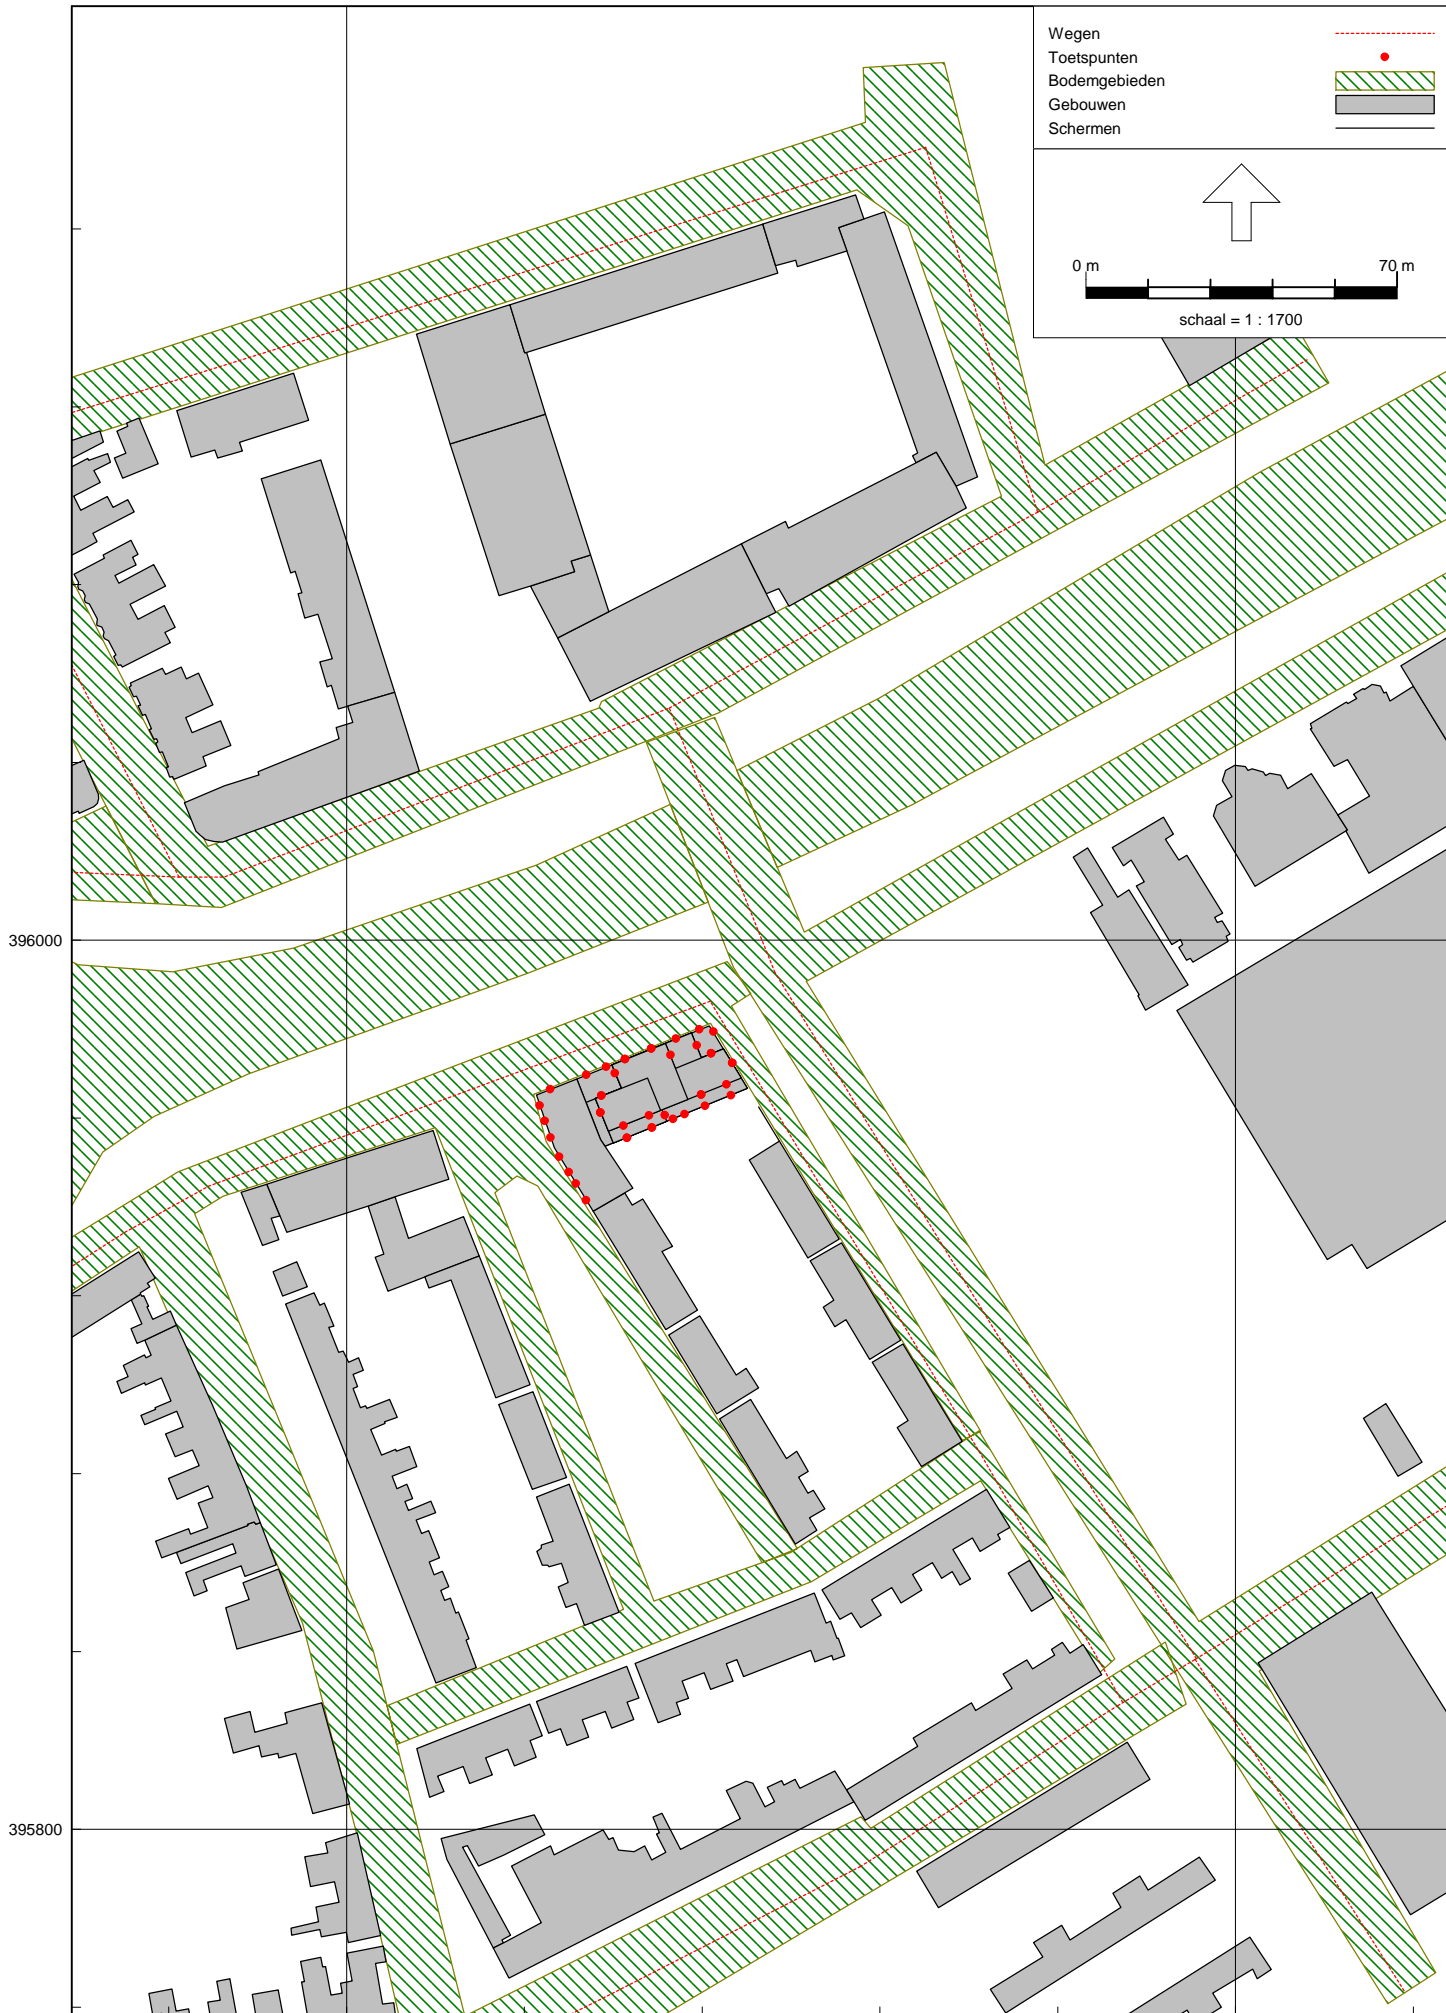 Wegen
Toetspunten
Bodemgebieden
Gebouwen
Schermen
0 m 70 m
schaal = 1 : 1700
396000
395800